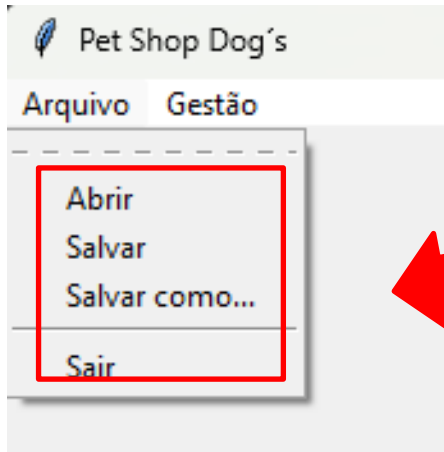 Pet Shop Dog´s
Arquivo Gestão
Abrir
Salvar
Salvar como...
Sair